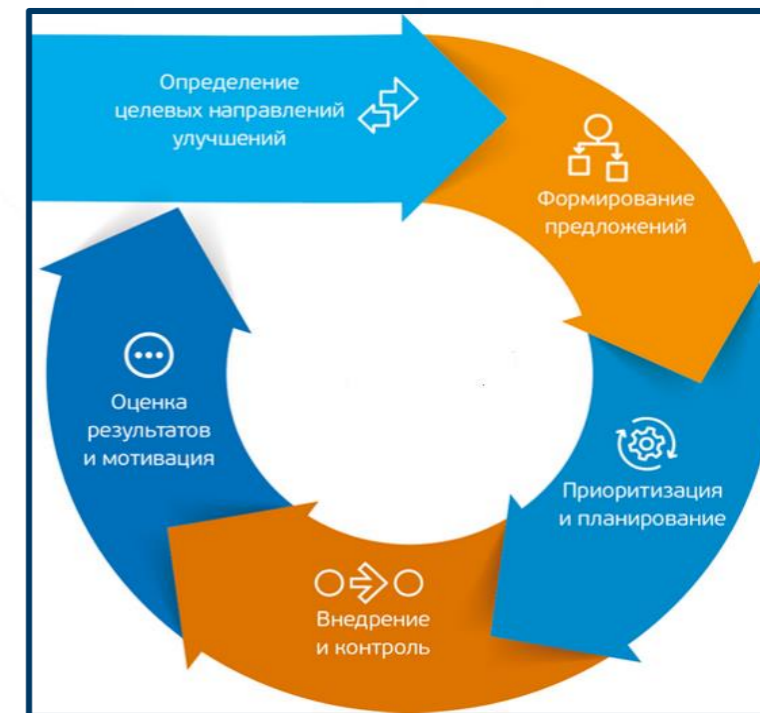 Определение
целевых направлений
улучшений
Формирование
предложений
Приоритизация
и планирование
Внедрение
и контроль
Оценка
результатов
и мотивация